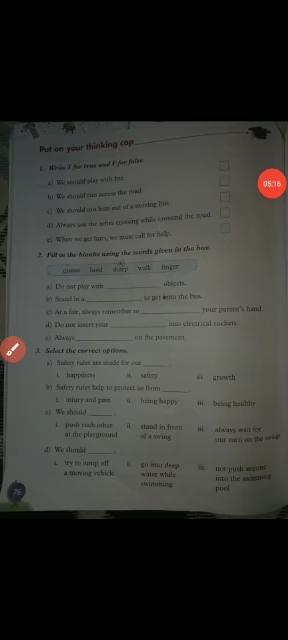 Put on your thinking cap
1. Write T for true and F for false.
a) We should play with fire.
b) We should run across the road.
c) We should not lean out of a moving bus.
d) Always use the zebra crossing while crossing the road.
e) When we get hurt, we must call for help.
2. Fill in the blanks using the words given in the box.
queue hold sharp walk finger
a) Do not play with ____________ objects.
b) Stand in a ____________ to get into the bus.
c) At a fair, always remember to ____________ your parent's hand.
d) Do not insert your ____________ into electrical sockets.
e) Always ____________ on the pavement.
3. Select the correct options.
a) Safety rules are made for our ______.
i. happiness ii. safety iii. growth
b) Safety rules help to protect us from ______.
i. injury and pain ii. being happy iii. being healthy
c) We should ______.
i. push each other ii. stand in front iii. always wait for
at the playground of a swing our turn on the swing
d) We should ______.
i. try to jump off ii. go into deep iii. not push anyone
a moving vehicle water while into the swimming
swimming pool
76
05:16